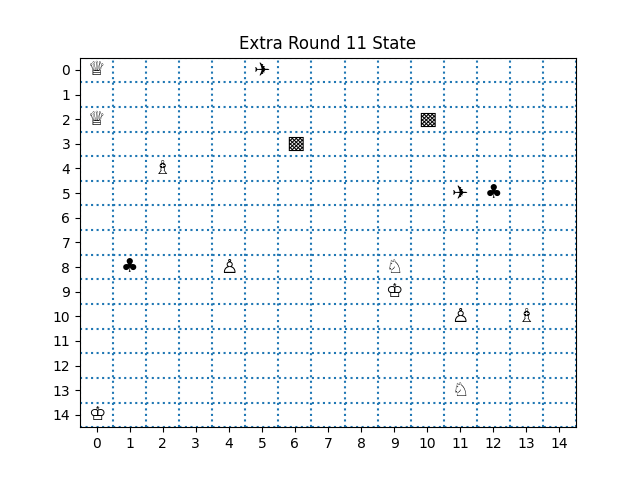 Extra Round 11 State
0 ♕ ✈
1
2 ♕ ▩
3 ▩
4 ♗
5 ✈ ♣
6
7
8 ♣ ♙ ♘
9 ♔
10 ♙ ♗
11
12
13 ♘
14 ♔
0 1 2 3 4 5 6 7 8 9 10 11 12 13 14